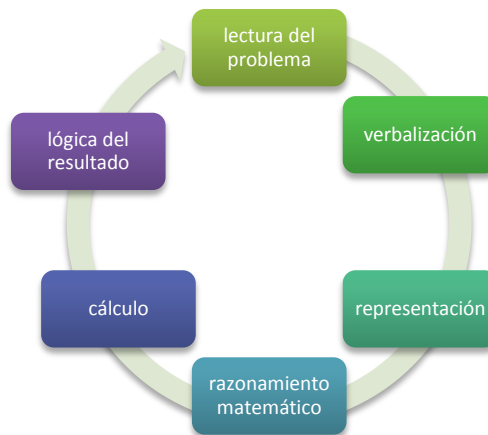 lectura del
problema
verbalización
representación
razonamiento
matemático
cálculo
lógica del
resultado